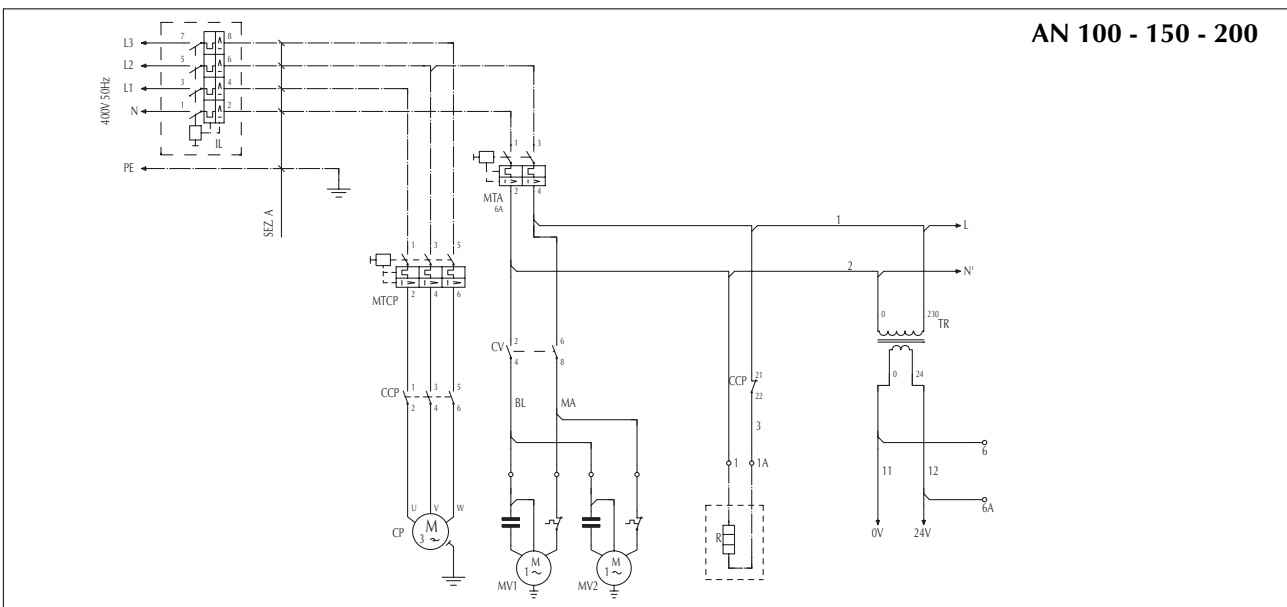 AN 100 - 150 - 200
L3 7 8
L2 5 6
L1 3 4
N 1 2
400V 50Hz
IL
PE
SEZ A
1 3
MTA
6A
2 4
1
L
2
N'
1 3 5
MTCP
2 4 6
0 230
TR
0 24
CV
2 6
4 8
CCP
21
22
CCP
1 3 5
2 4 6
BL MA
3
1 1A
6
11 12
6A
U V W
CP
M
3 ~
M
1 ~
MV1
M
1 ~
MV2
R
0V 24V